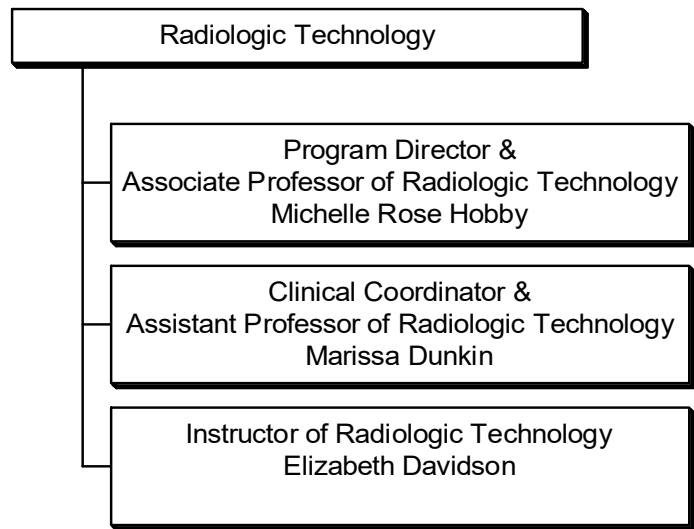 Radiologic Technology
Program Director &
Associate Professor of Radiologic Technology
Michelle Rose Hobby
Clinical Coordinator &
Assistant Professor of Radiologic Technology
Marissa Dunkin
Instructor of Radiologic Technology
Elizabeth Davidson